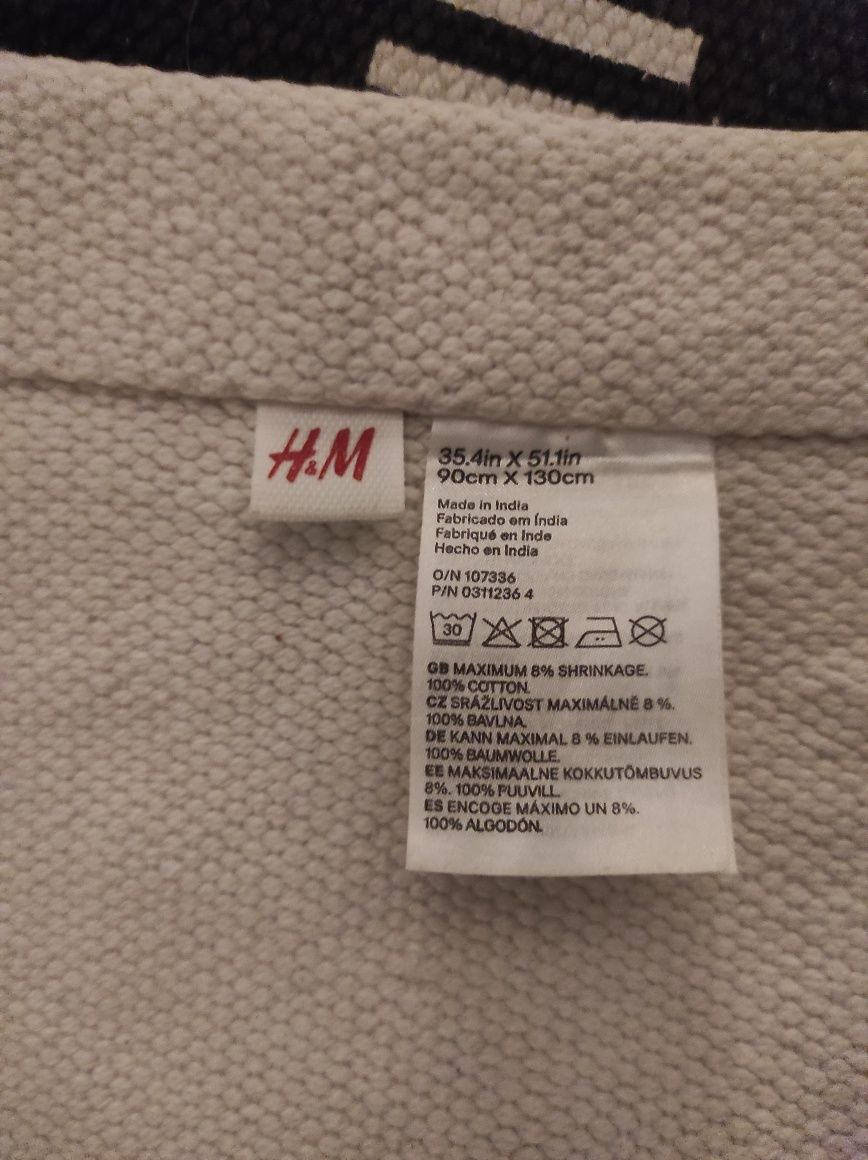 H&M
35.4in X 51.1in
90cm X 130cm
Made in India
Fabricado em Índia
Fabriqué en Inde
Hecho en India
O/N 107336
P/N 0311236 4
30
GB MAXIMUM 8% SHRINKAGE.
100% COTTON.
CZ SRÁŽLIVOST MAXIMÁLNĚ 8 %.
100% BAVLNA.
DE KANN MAXIMAL 8 % EINLAUFEN.
100% BAUMWOLLE.
EE MAKSIMAALNE KOKKUTÕMBUVUS
8%. 100% PUUVILL.
ES ENCOGE MÁXIMO UN 8%.
100% ALGODÓN.